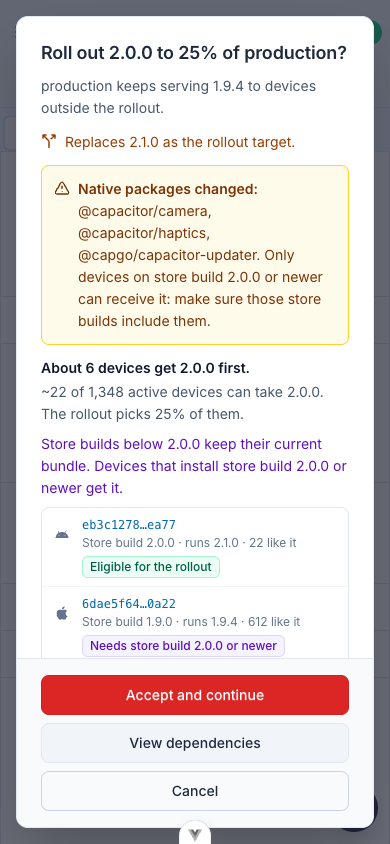 Roll out 2.0.0 to 25% of production?
production keeps serving 1.9.4 to devices
outside the rollout.
Replaces 2.1.0 as the rollout target.
Native packages changed:
@capacitor/camera,
@capacitor/haptics,
@capgo/capacitor-updater. Only
devices on store build 2.0.0 or newer
can receive it: make sure those store
builds include them.
About 6 devices get 2.0.0 first.
~22 of 1,348 active devices can take 2.0.0.
The rollout picks 25% of them.
Store builds below 2.0.0 keep their current
bundle. Devices that install store build 2.0.0 or
newer get it.
eb3c1278…ea77
Store build 2.0.0 · runs 2.1.0 · 22 like it
Eligible for the rollout
6dae5f64…0a22
Store build 1.9.0 · runs 1.9.4 · 612 like it
Needs store build 2.0.0 or newer
Accept and continue
View dependencies
Cancel